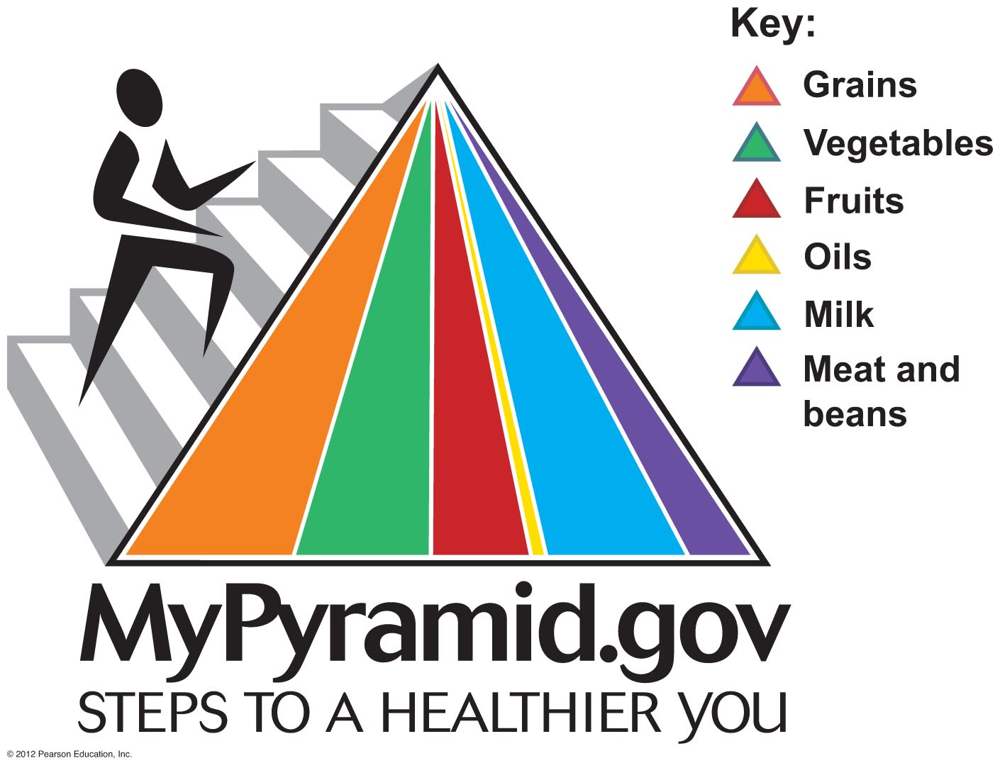 Key:
Grains
Vegetables
Fruits
Oils
Milk
Meat and
beans
MyPyramid.gov
STEPS TO A HEALTHIER YOU
© 2012 Pearson Education, Inc.